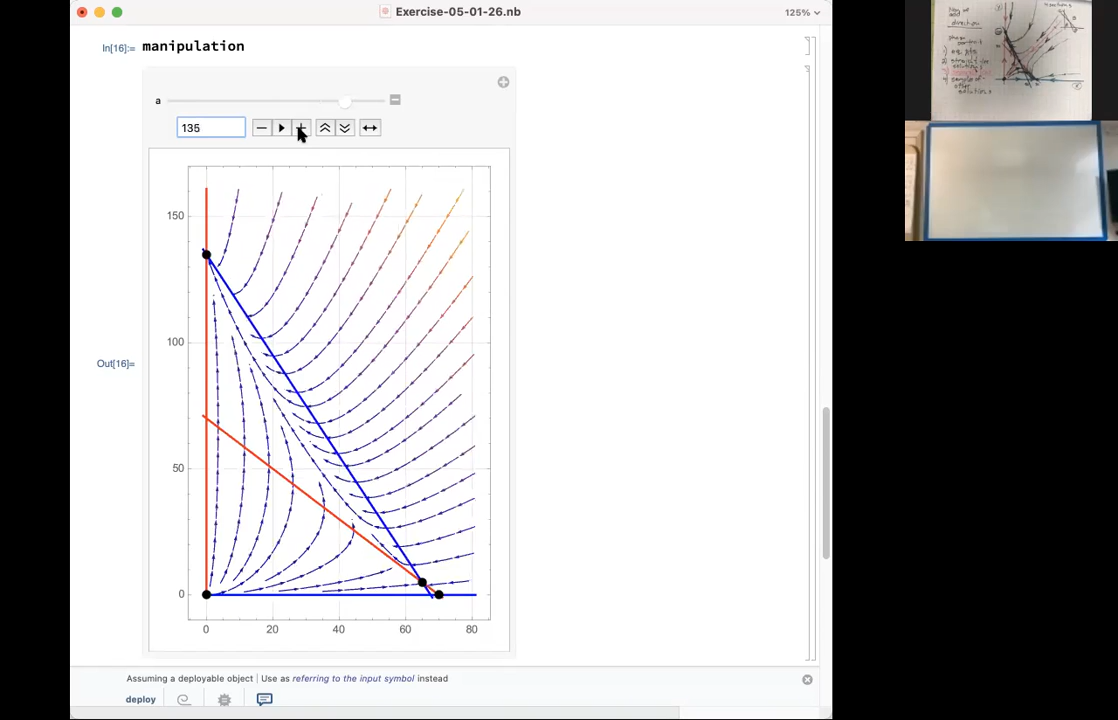 Exercise-05-01-26.nb
125%
In[16]:= manipulation
a
135
150
100
Out[16]=
50
0
0 20 40 60 80
Assuming a deployable object | Use as referring to the input symbol instead
deploy
direction